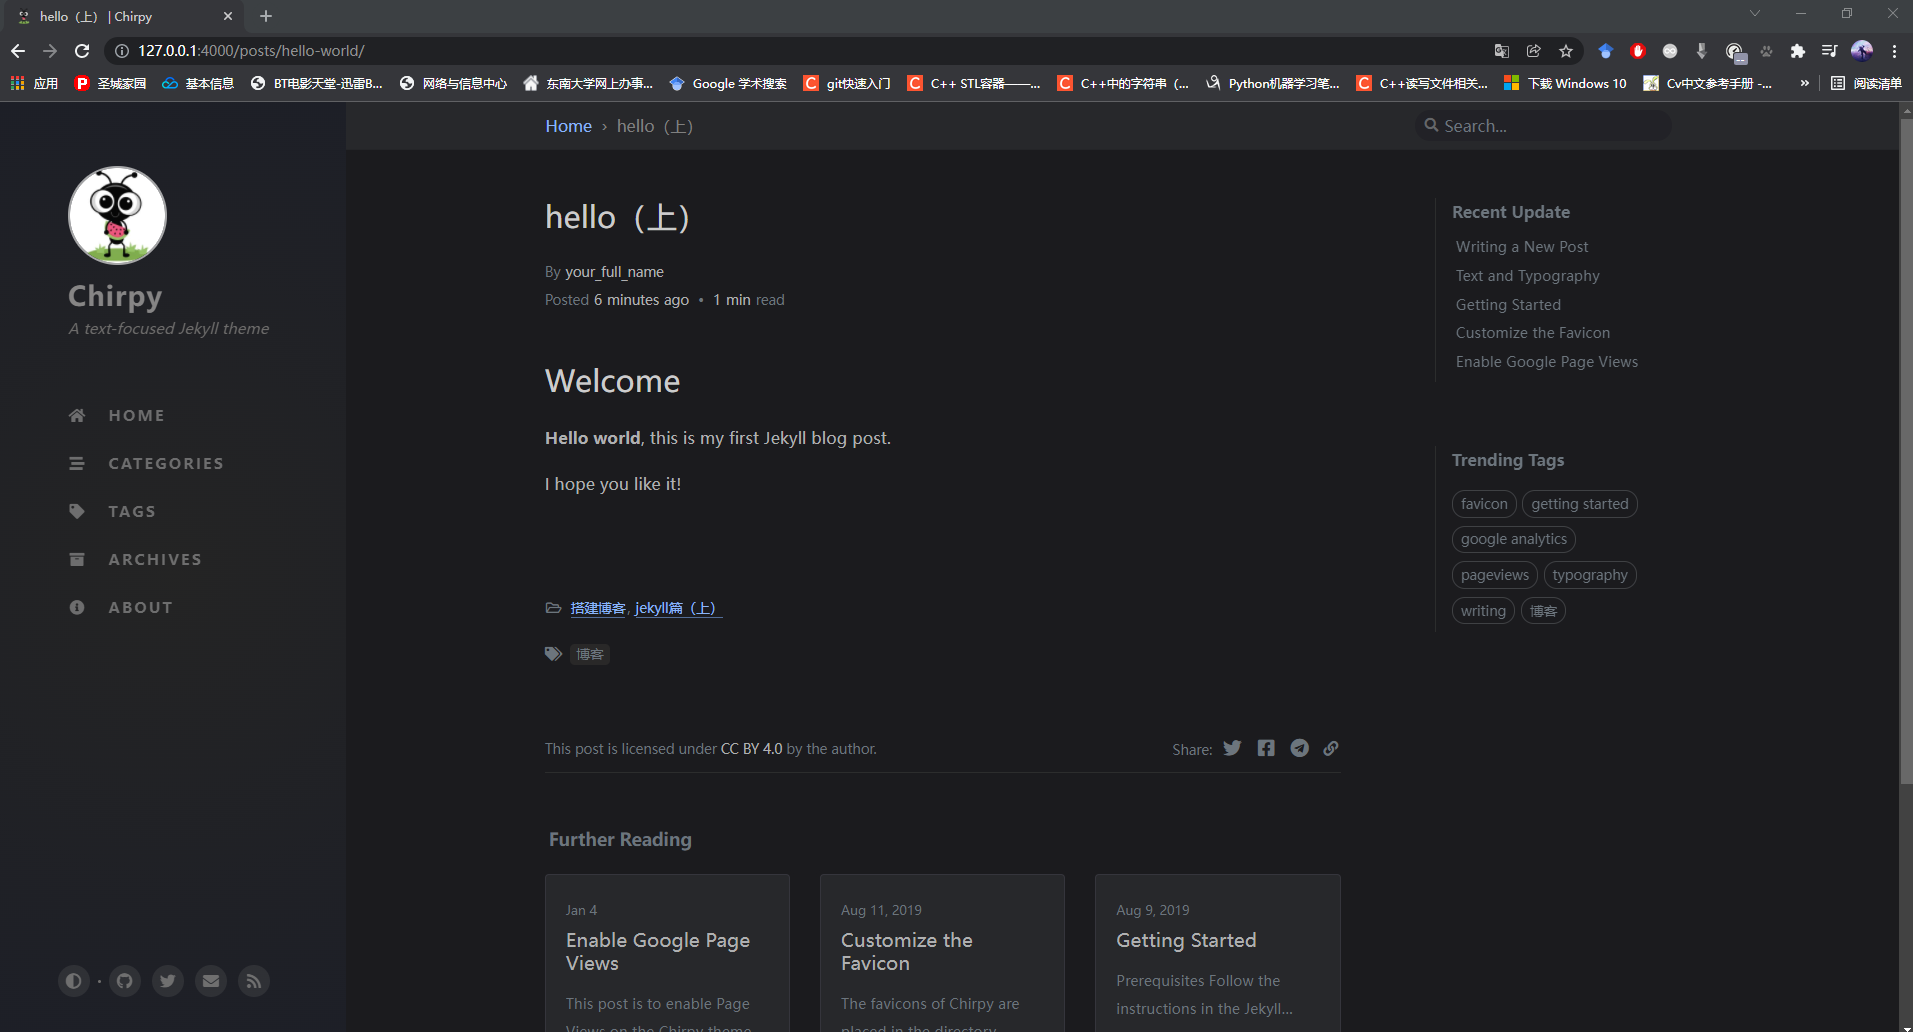 hello（上） | Chirpy
127.0.0.1:4000/posts/hello-world/
应用 圣城家园 基本信息 BT电影天堂-迅雷B... 网络与信息中心 东南大学网上办事... Google 学术搜索 git快速入门 C++ STL容器——... C++中的字符串（... Python机器学习笔... C++读写文件相关... 下载 Windows 10 Cv中文参考手册 -... » 阅读清单
Home › hello（上）
Search...
Chirpy
A text-focused Jekyll theme
HOME
CATEGORIES
TAGS
ARCHIVES
ABOUT
hello（上）
By your_full_name
Posted 6 minutes ago • 1 min read
Welcome
Hello world, this is my first Jekyll blog post.
I hope you like it!
搭建博客, jekyll篇（上）
博客
This post is licensed under CC BY 4.0 by the author.
Share:
Recent Update
Writing a New Post
Text and Typography
Getting Started
Customize the Favicon
Enable Google Page Views
Trending Tags
favicon getting started
google analytics
pageviews typography
writing 博客
Further Reading
Jan 4
Enable Google Page
Views
This post is to enable Page
Views on the Chirpy theme
Aug 11, 2019
Customize the
Favicon
The favicons of Chirpy are
placed in the directory
Aug 9, 2019
Getting Started
Prerequisites Follow the
instructions in the Jekyll...